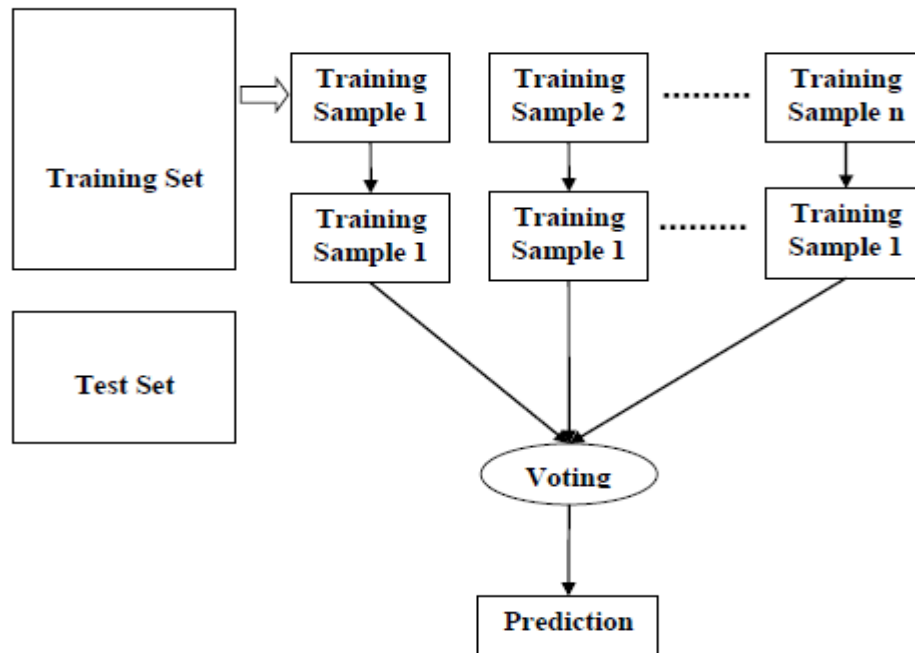 Training
Sample 1
Training
Sample 2
Training
Sample n
Training Set
Training
Sample 1
Training
Sample 1
Training
Sample 1
Test Set
Voting
Prediction